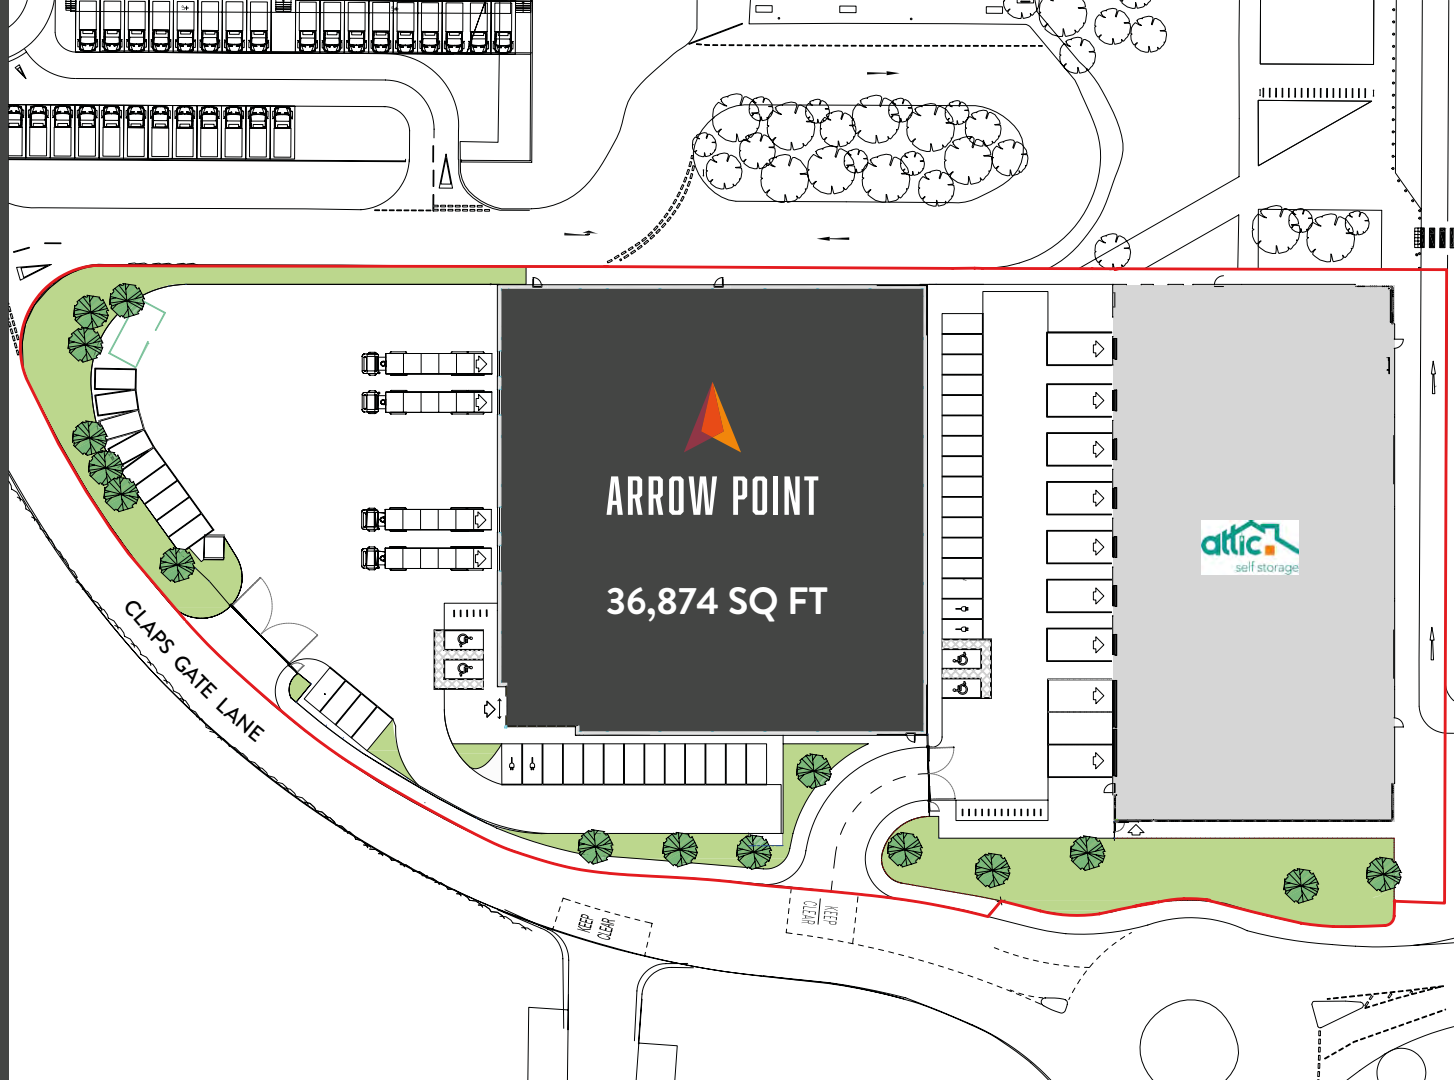 ARROW POINT
36,874 SQ FT
attic
self storage
CLAPS GATE LANE
KEEP
CLEAR
KEEP
CLEAR